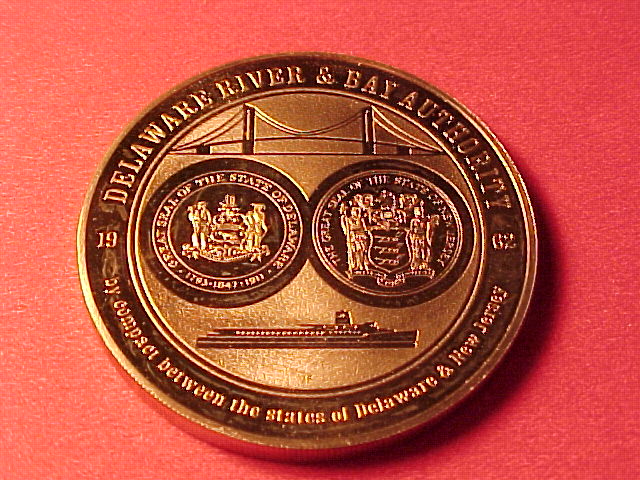 DELAWARE RIVER & BAY AUTHORITY
19 62
GREAT SEAL OF THE STATE OF DELAWARE
1793·1847·1911
THE GREAT SEAL OF THE STATE OF NEW JERSEY
by Compact between the states of Delaware & New Jersey